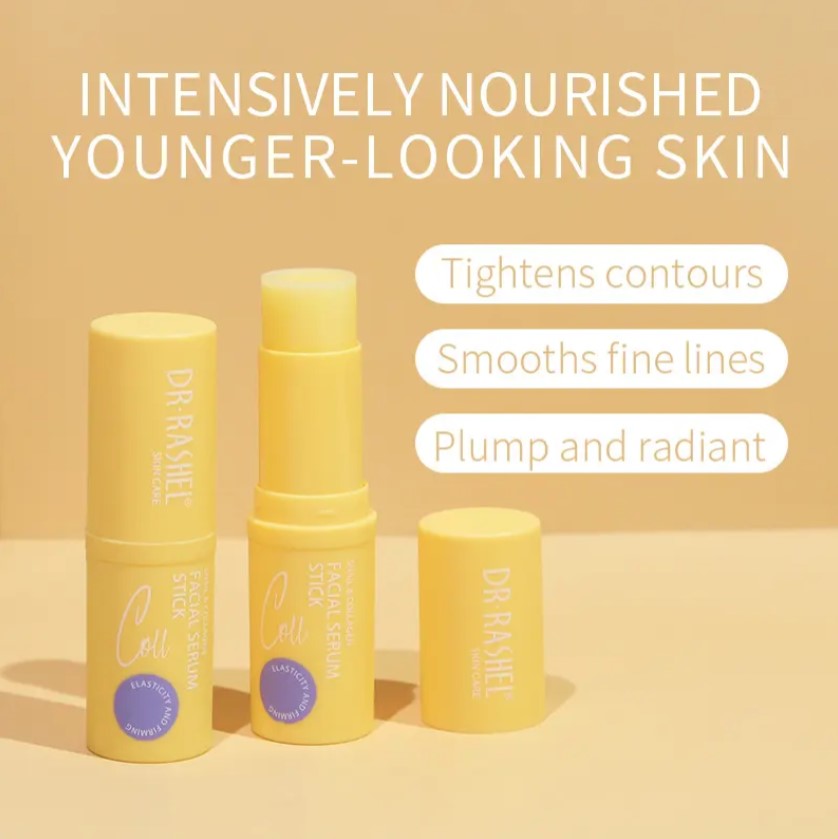 INTENSIVELY NOURISHED
YOUNGER-LOOKING SKIN
Tightens contours
Smooths fine lines
Plump and radiant
DR·RASHEL®
SKIN CARE
FACIAL SERUM
STICK
Coll
ELASTICITY AND FIRMING
& COLLAGEN
FACIAL SERUM
STICK
Coll
ELASTICITY AND FIRMING
DR·RASHEL®
SKIN CARE